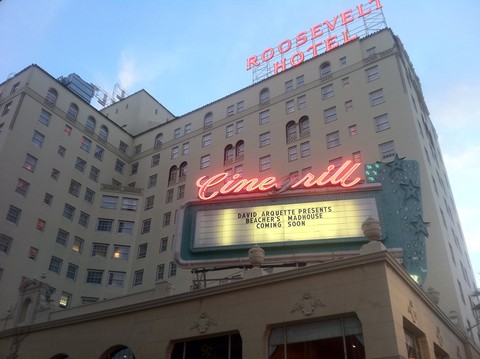 ROOSEVELT
HOTEL
Cinegrill
DAVID ARQUETTE PRESENTS
BEACHER'S MADHOUSE
COMING SOON